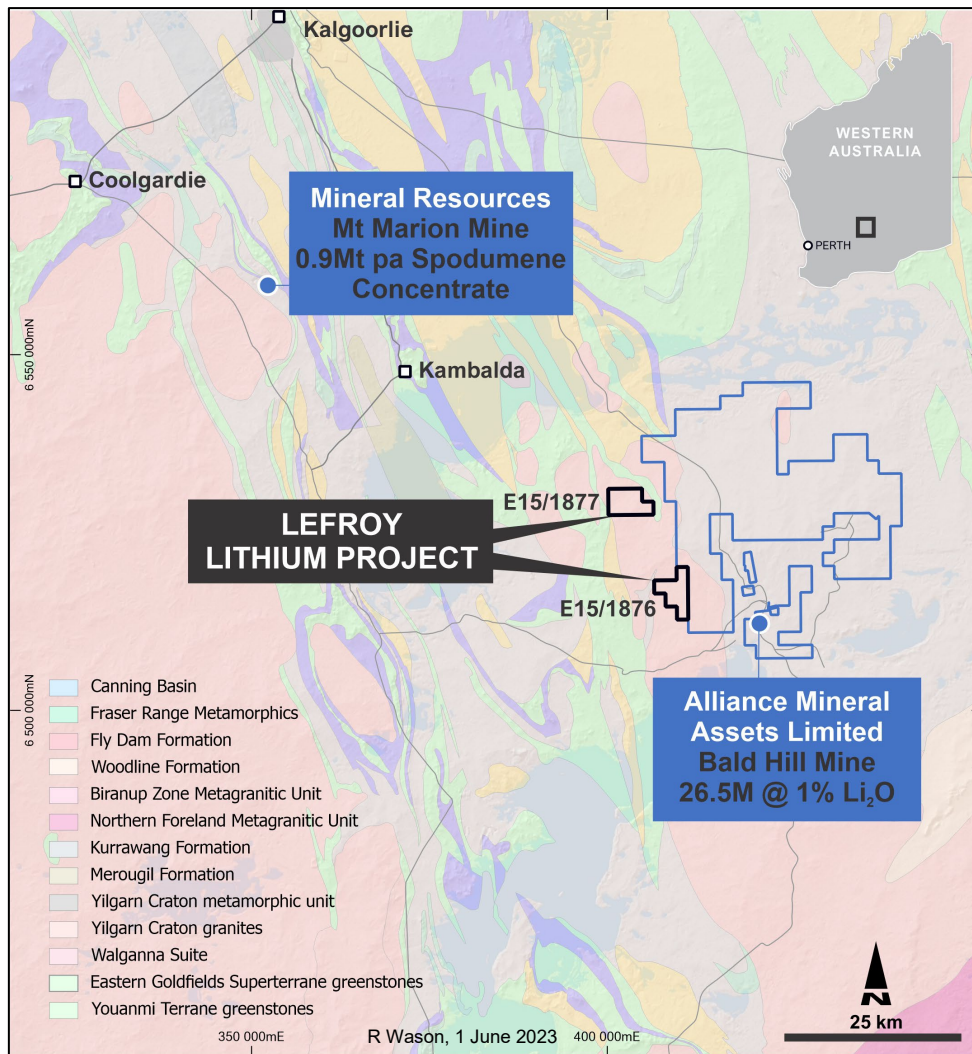 Kalgoorlie
Coolgardie
WESTERN
AUSTRALIA
PERTH
Mineral Resources
Mt Marion Mine
0.9Mt pa Spodumene
Concentrate
6 550 000mN
Kambalda
E15/1877
LEFROY
LITHIUM PROJECT
E15/1876
6 500 000mN
Alliance Mineral
Assets Limited
Bald Hill Mine
26.5M @ 1% Li₂O
Canning Basin
Fraser Range Metamorphics
Fly Dam Formation
Woodline Formation
Biranup Zone Metagranitic Unit
Northern Foreland Metagranitic Unit
Kurrawang Formation
Merougil Formation
Yilgarn Craton metamorphic unit
Yilgarn Craton granites
Walganna Suite
Eastern Goldfields Superterrane greenstones
Youanmi Terrane greenstones
N
25 km
350 000mE
R Wason, 1 June 2023
400 000mE